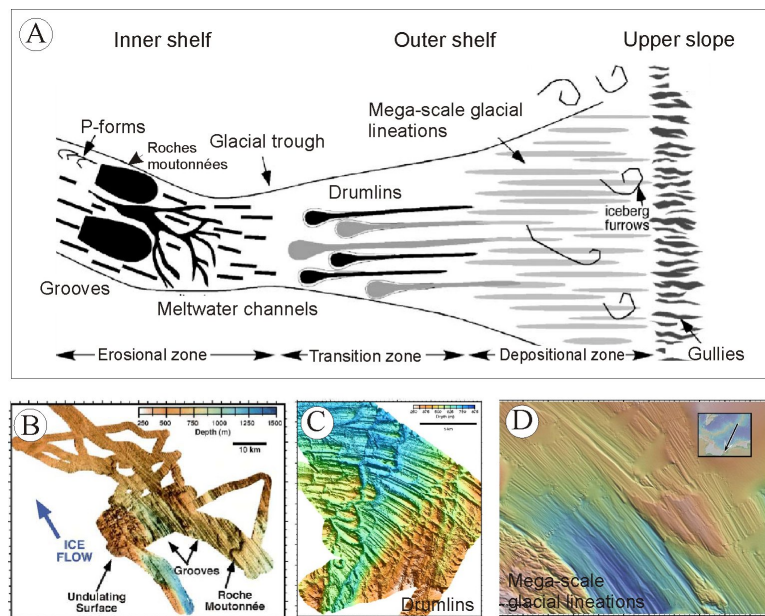 A
Inner shelf
Outer shelf
Upper slope
P-forms
Roches
moutonnées
Glacial trough
Mega-scale glacial
lineations
Drumlins
iceberg
furrows
Grooves
Meltwater channels
Gullies
Erosional zone
Transition zone
Depositional zone
B
250 500 750 1000 1250 1500
Depth (m)
10 km
ICE
FLOW
Grooves
Undulating
Surface
Roche
Moutonnée
C
Depth (m)
Drumlins
D
Mega-scale
glacial lineations